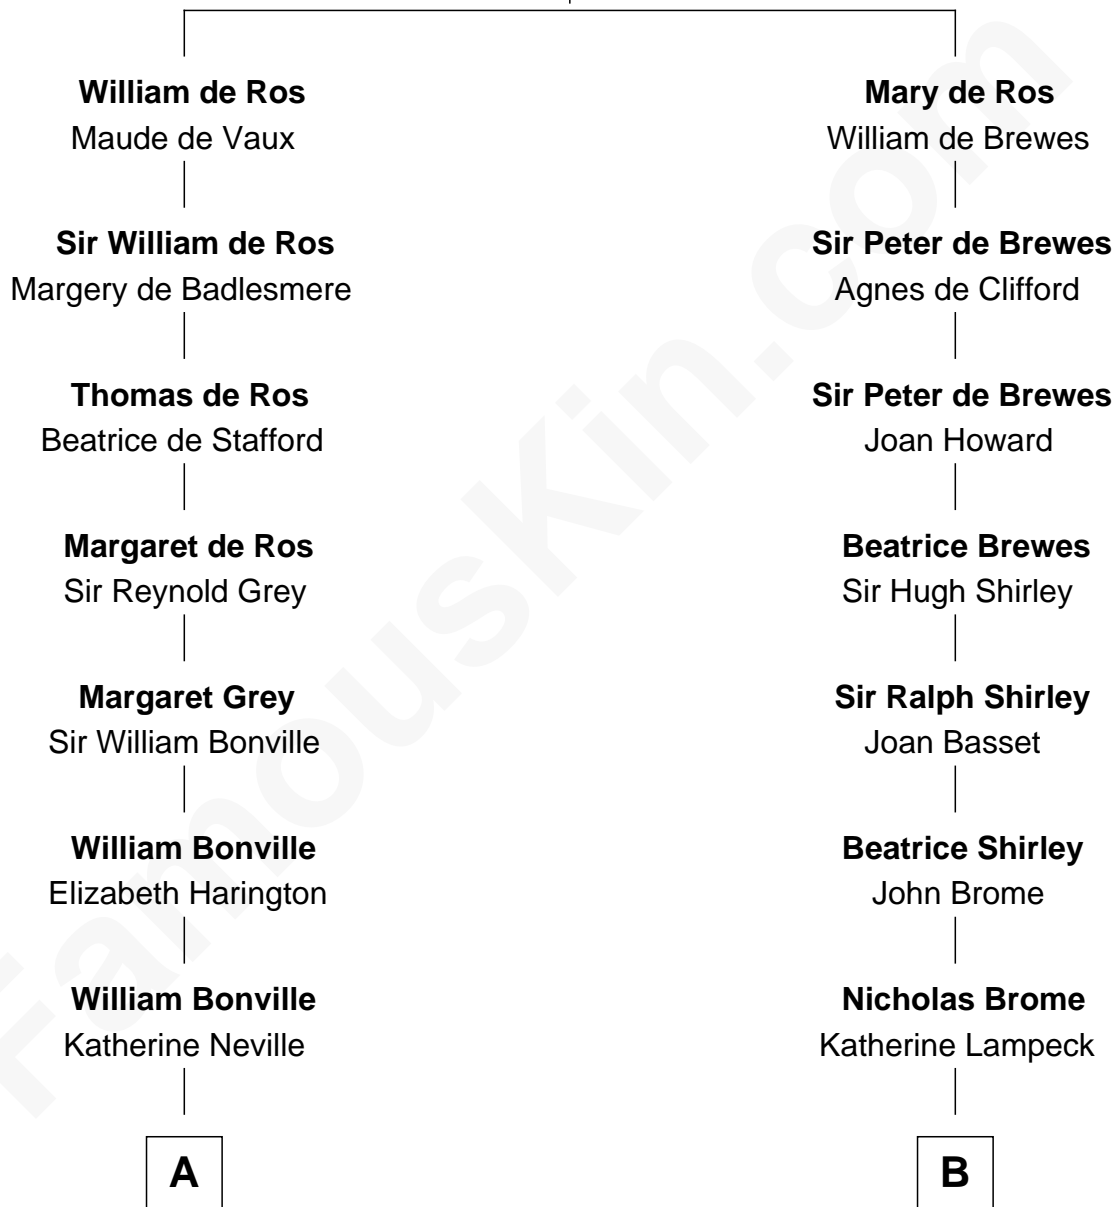 William de Ros
Maude de Vaux
Sir William de Ros
Margery de Badlesmere
Thomas de Ros
Beatrice de Stafford
Margaret de Ros
Sir Reynold Grey
Margaret Grey
Sir William Bonville
William Bonville
Elizabeth Harington
William Bonville
Katherine Neville
A
Mary de Ros
William de Brewes
Sir Peter de Brewes
Agnes de Clifford
Sir Peter de Brewes
Joan Howard
Beatrice Brewes
Sir Hugh Shirley
Sir Ralph Shirley
Joan Basset
Beatrice Shirley
John Brome
Nicholas Brome
Katherine Lampeck
B
FamousKin.com